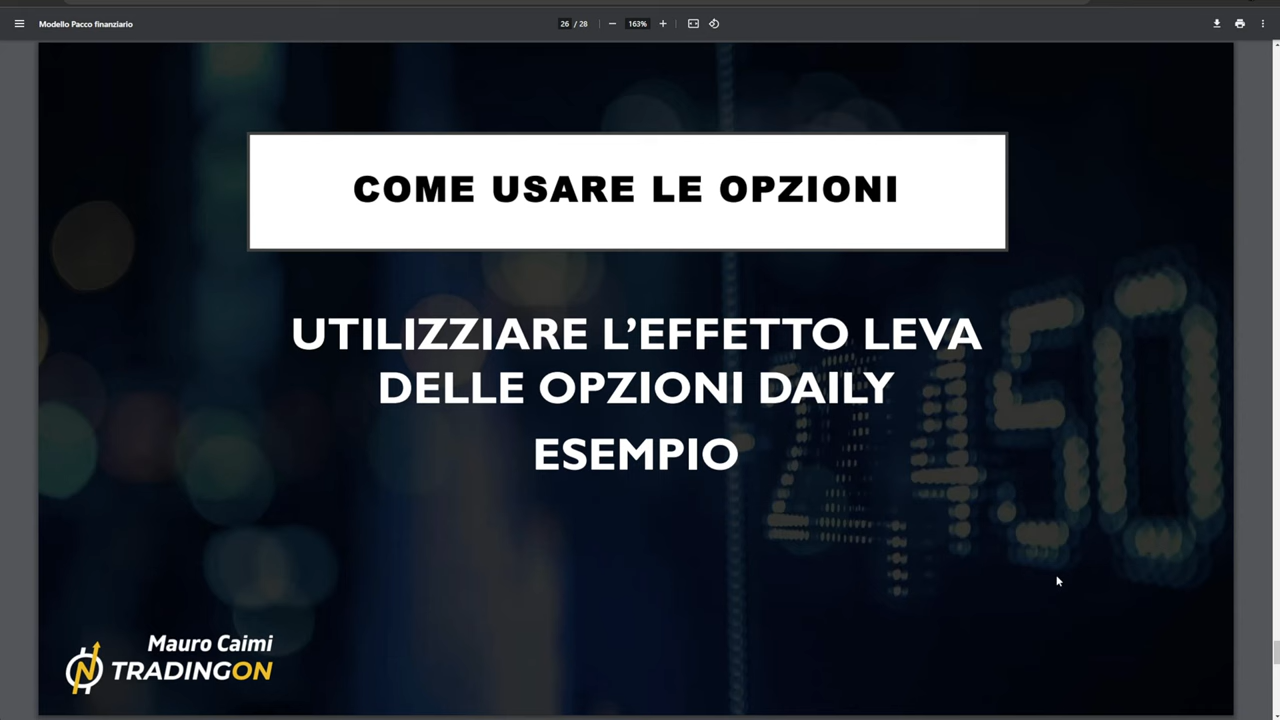 Modello Pacco finanziario
26 / 28
163%
COME USARE LE OPZIONI
UTILIZZIARE L'EFFETTO LEVA
DELLE OPZIONI DAILY
ESEMPIO
450
Mauro Caimi
TRADINGON